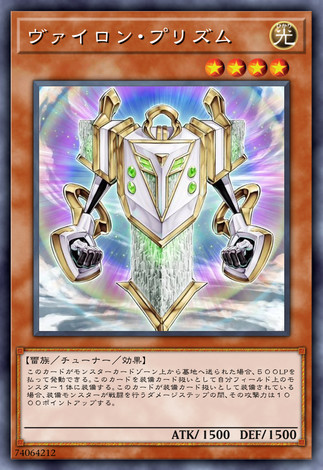 ヴァイロン・プリズム
光
【雷族／チューナー／効果】
このカードがモンスターカードゾーン上から墓地へ送られた場合、５００LPを
払って発動できる。このカードを装備カード扱いとして自分フィールド上のモ
ンスター１体に装備する。このカードが装備カード扱いとして装備されている
場合、装備モンスターが戦闘を行うダメージステップの間、その攻撃力は１０
００ポイントアップする。
ATK/ 1500 DEF/ 1500
74064212